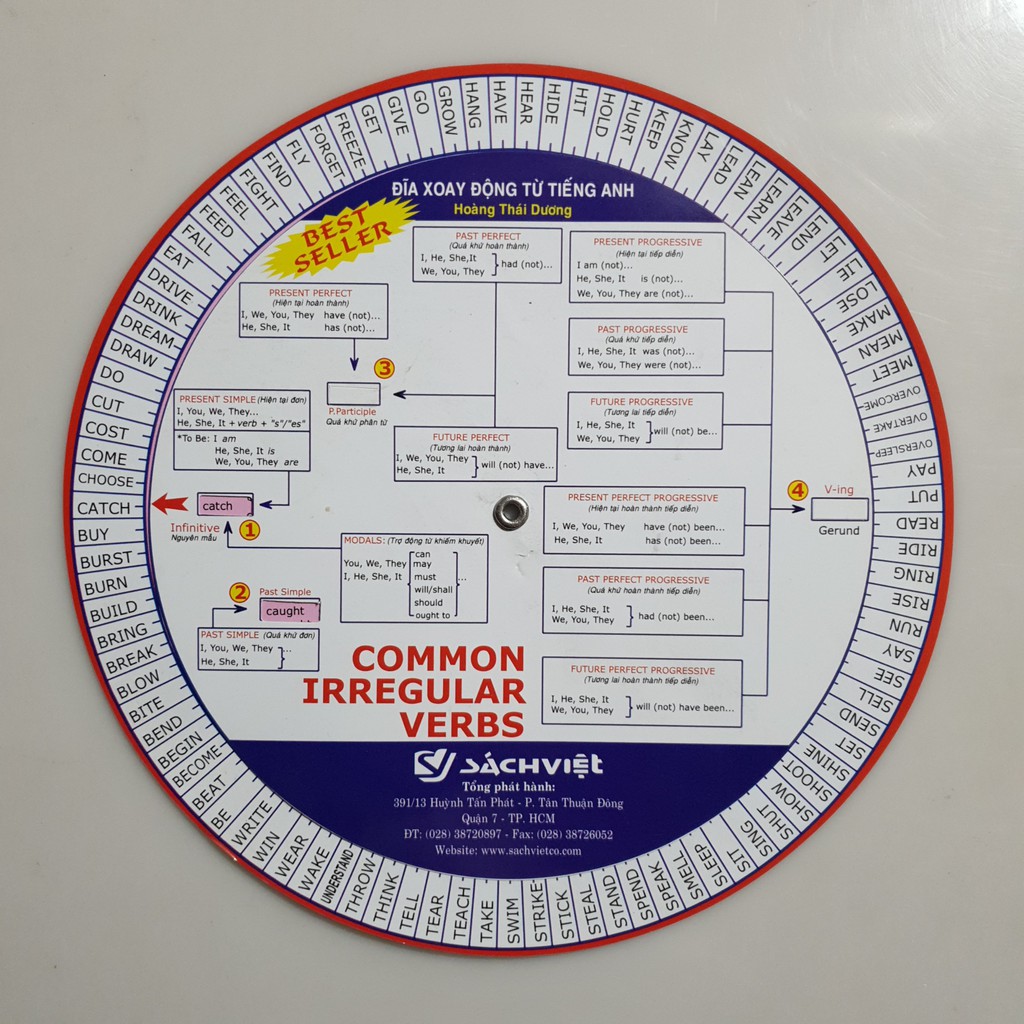 ĐĨA XOAY ĐỘNG TỪ TIẾNG ANH
Hoàng Thái Dương
BEST
SELLER
PAST PERFECT
(Quá khứ hoàn thành)
I, He, She,It
We, You, They
had (not)...
PRESENT PROGRESSIVE
(Hiện tại tiếp diễn)
I am (not)...
He, She, It is (not)...
We, You, They are (not)...
PRESENT PERFECT
(Hiện tại hoàn thành)
I, We, You, They have (not)...
He, She, It has (not)...
PAST PROGRESSIVE
(Quá khứ tiếp diễn)
I, He, She, It was (not)...
We, You, They were (not)...
3
P.Participle
Quá khứ phân từ
PRESENT SIMPLE (Hiện tại đơn)
I, You, We, They...
He, She, It + verb + "s"/"es"
*To Be: I am
He, She, It is
We, You, They are
FUTURE PROGRESSIVE
(Tương lai tiếp diễn)
I, He, She, It
We, You, They
will (not) be...
FUTURE PERFECT
(Tương lai hoàn thành)
I, We, You, They
He, She, It
will (not) have...
catch
Infinitive
Nguyên mẫu
1
PRESENT PERFECT PROGRESSIVE
(Hiện tại hoàn thành tiếp diễn)
I, We, You, They have (not) been...
He, She, It has (not) been...
4
V-ing
Gerund
MODALS: (Trợ động từ khiếm khuyết)
You, We, They
I, He, She, It
can
may
must
will/shall
should
ought to
...
2
Past Simple
caught
PAST SIMPLE (Quá khứ đơn)
I, You, We, They
He, She, It
...
PAST PERFECT PROGRESSIVE
(Quá khứ hoàn thành tiếp diễn)
I, He, She, It
We, You, They
had (not) been...
FUTURE PERFECT PROGRESSIVE
(Tương lai hoàn thành tiếp diễn)
I, He, She, It
We, You, They
will (not) have been...
COMMON
IRREGULAR
VERBS
SÁCHVIỆT
Tổng phát hành:
391/13 Huỳnh Tấn Phát - P. Tân Thuận Đông
Quận 7 - TP. HCM
ĐT: (028) 38720897 - Fax: (028) 38726052
Website: www.sachvietco.com
BE
BEAT
BECOME
BEGIN
BEND
BITE
BLOW
BREAK
BRING
BUILD
BURN
BURST
BUY
CATCH
CHOOSE
COME
COST
CUT
DO
DRAW
DREAM
DRINK
DRIVE
EAT
FALL
FEED
FEEL
FIGHT
FIND
FLY
FORGET
FREEZE
GET
GIVE
GO
GROW
HANG
HAVE
HEAR
HIDE
HIT
HOLD
HURT
KEEP
KNOW
LAY
LEAD
LEAN
LEARN
LEAVE
LEND
LET
LIE
LOSE
MAKE
MEAN
MEET
OVERCOME
OVERTAKE
OVERSLEEP
PAY
PUT
READ
RIDE
RING
RISE
RUN
SAY
SEE
SELL
SEND
SET
SHINE
SHOOT
SHOW
SHUT
SING
SIT
SLEEP
SMELL
SPEAK
SPEND
STAND
STEAL
STICK
STRIKE
SWIM
TAKE
TEACH
TEAR
TELL
THINK
THROW
UNDERSTAND
WAKE
WEAR
WIN
WRITE